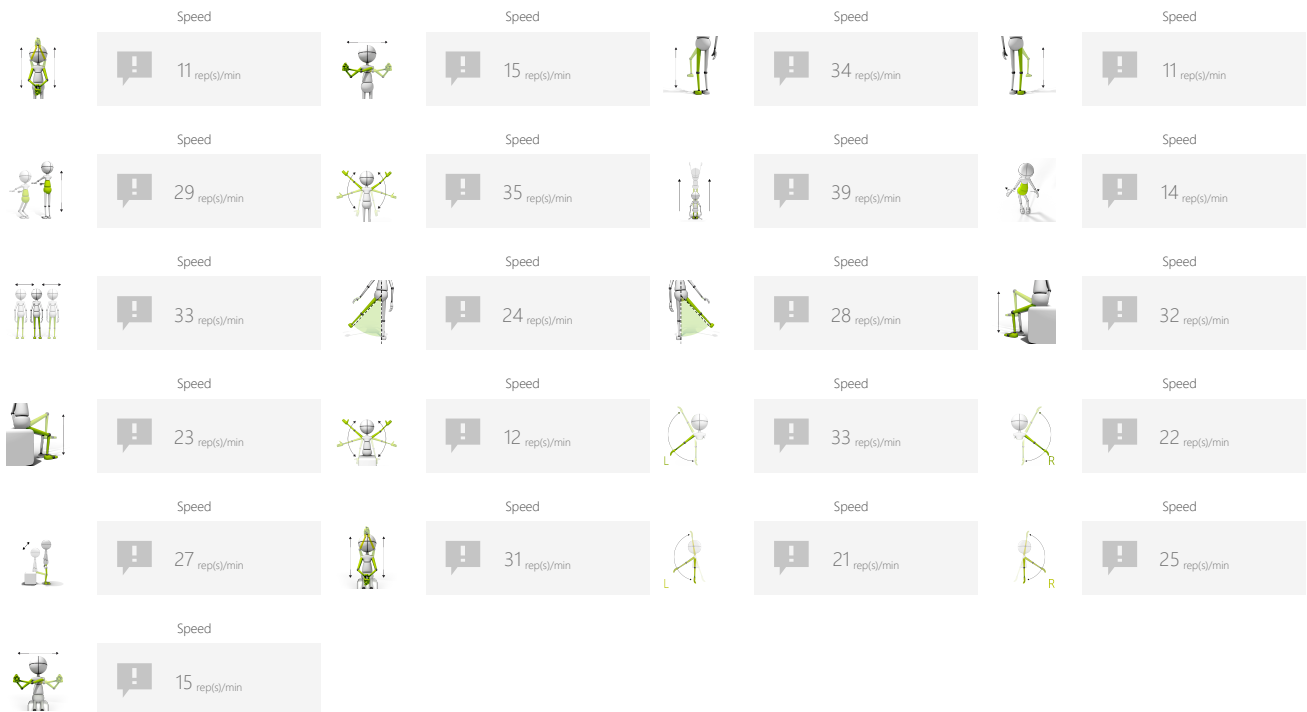 Speed Speed Speed Speed
11 rep(s)/min 15 rep(s)/min 34 rep(s)/min 11 rep(s)/min
Speed Speed Speed Speed
29 rep(s)/min 35 rep(s)/min 39 rep(s)/min 14 rep(s)/min
Speed Speed Speed Speed
33 rep(s)/min 24 rep(s)/min 28 rep(s)/min 32 rep(s)/min
Speed Speed Speed Speed
23 rep(s)/min 12 rep(s)/min 33 rep(s)/min 22 rep(s)/min
L R
Speed Speed Speed Speed
27 rep(s)/min 31 rep(s)/min 21 rep(s)/min 25 rep(s)/min
L R
Speed
15 rep(s)/min